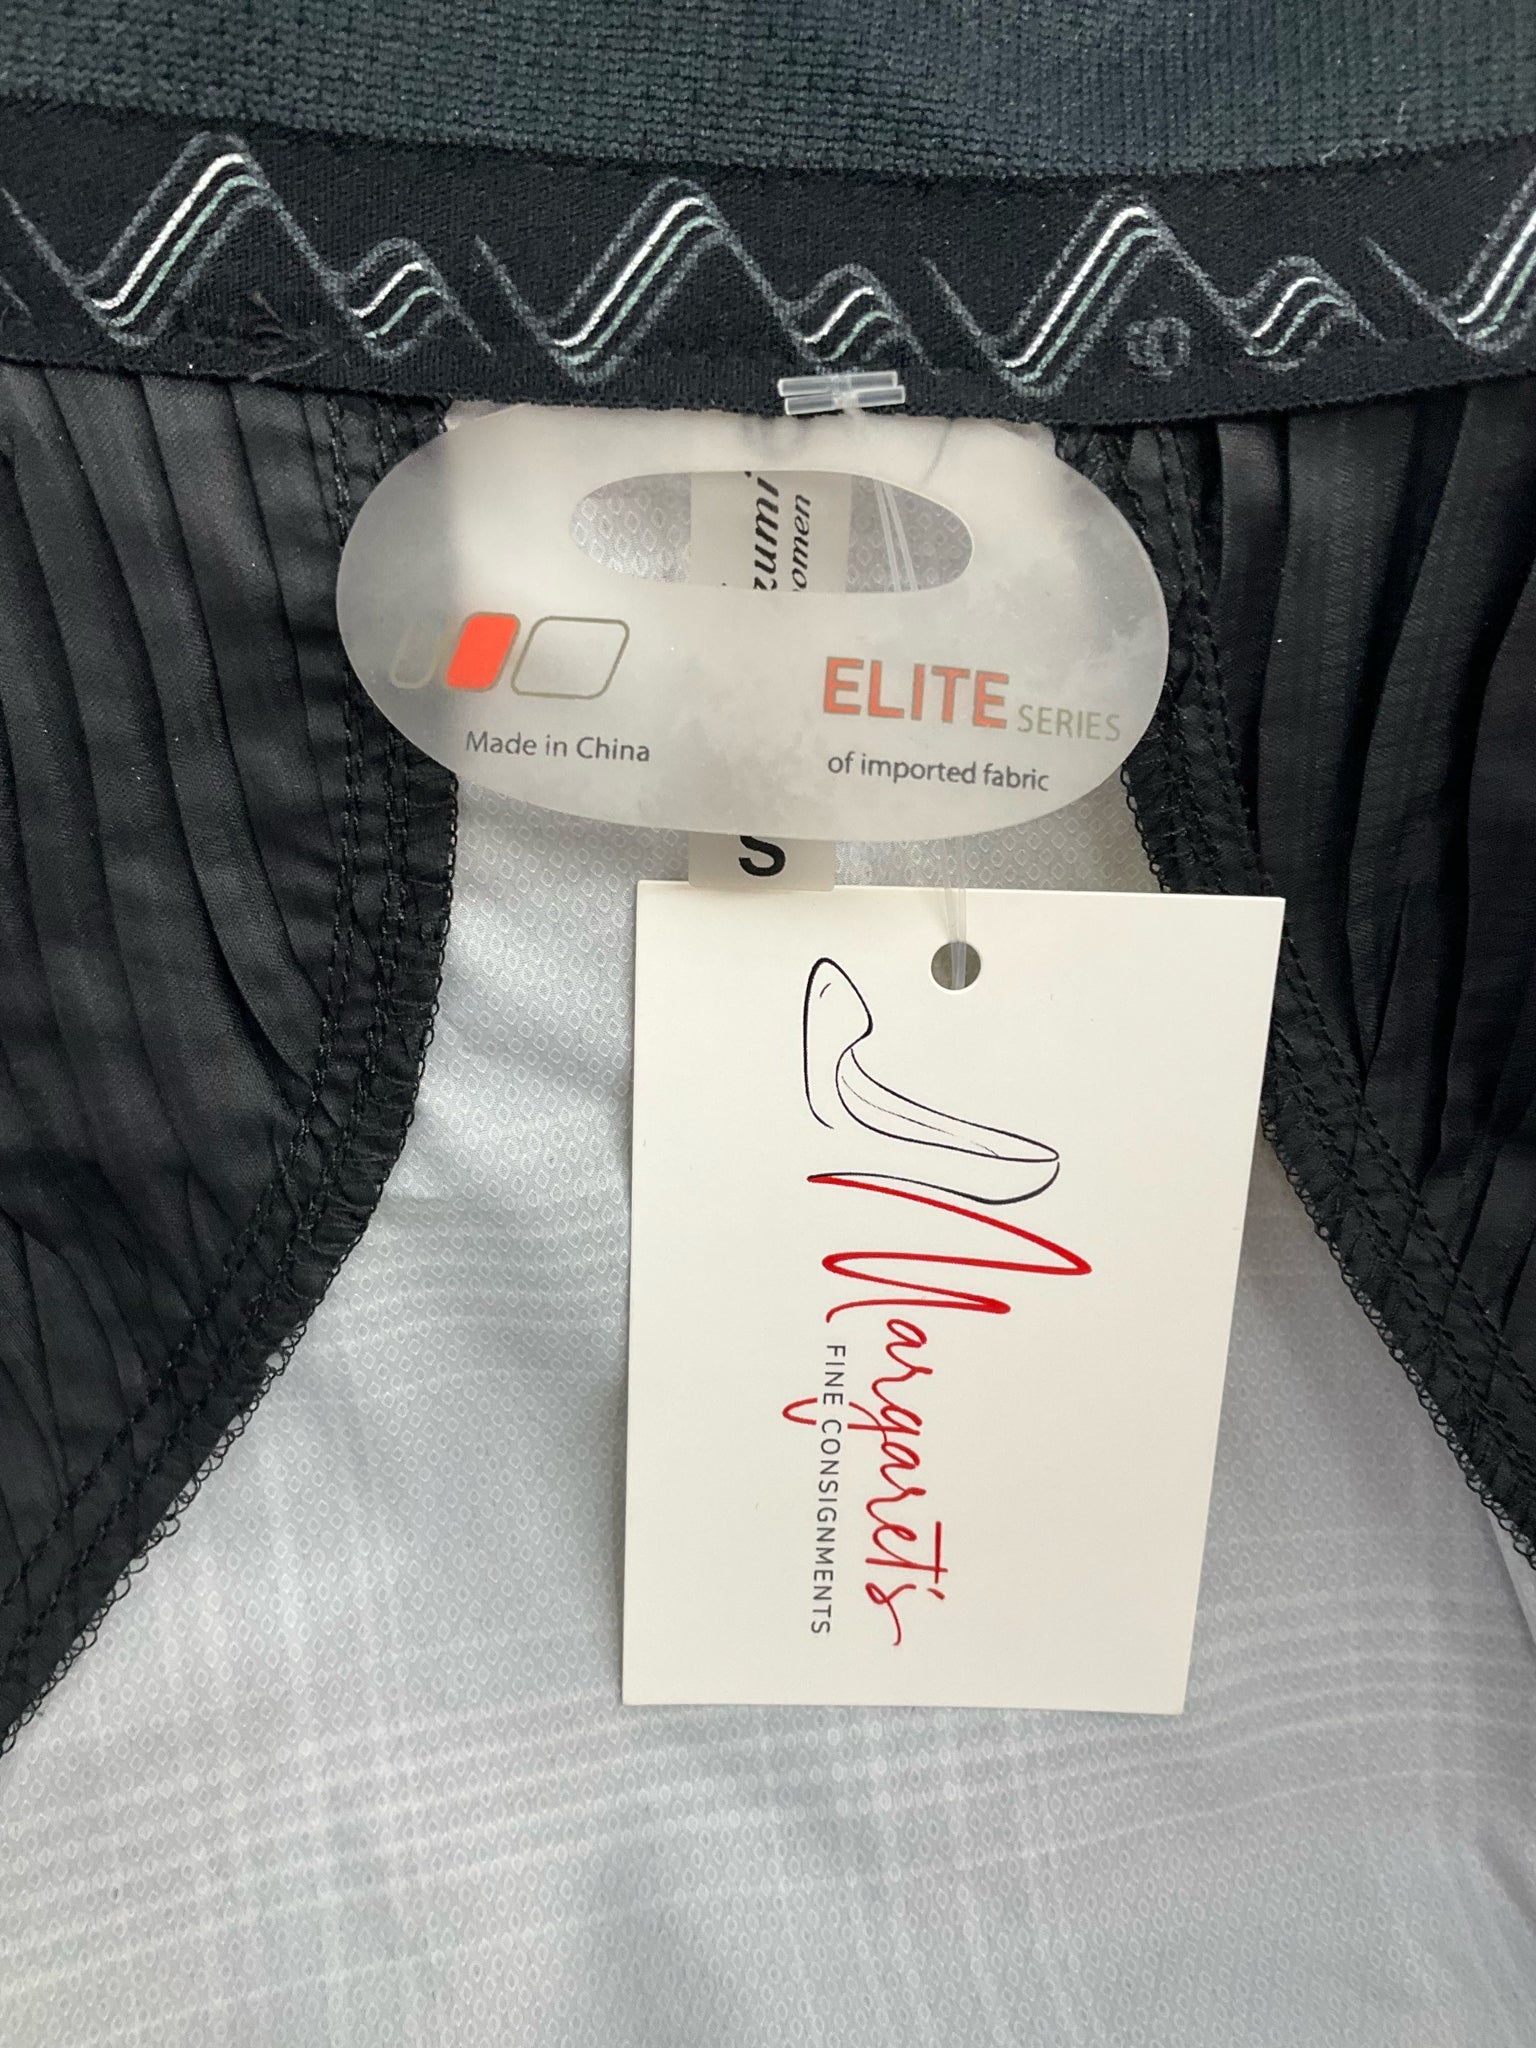 Made in China
ELITE SERIES
of imported fabric
S
Margaret's
FINE CONSIGNMENTS